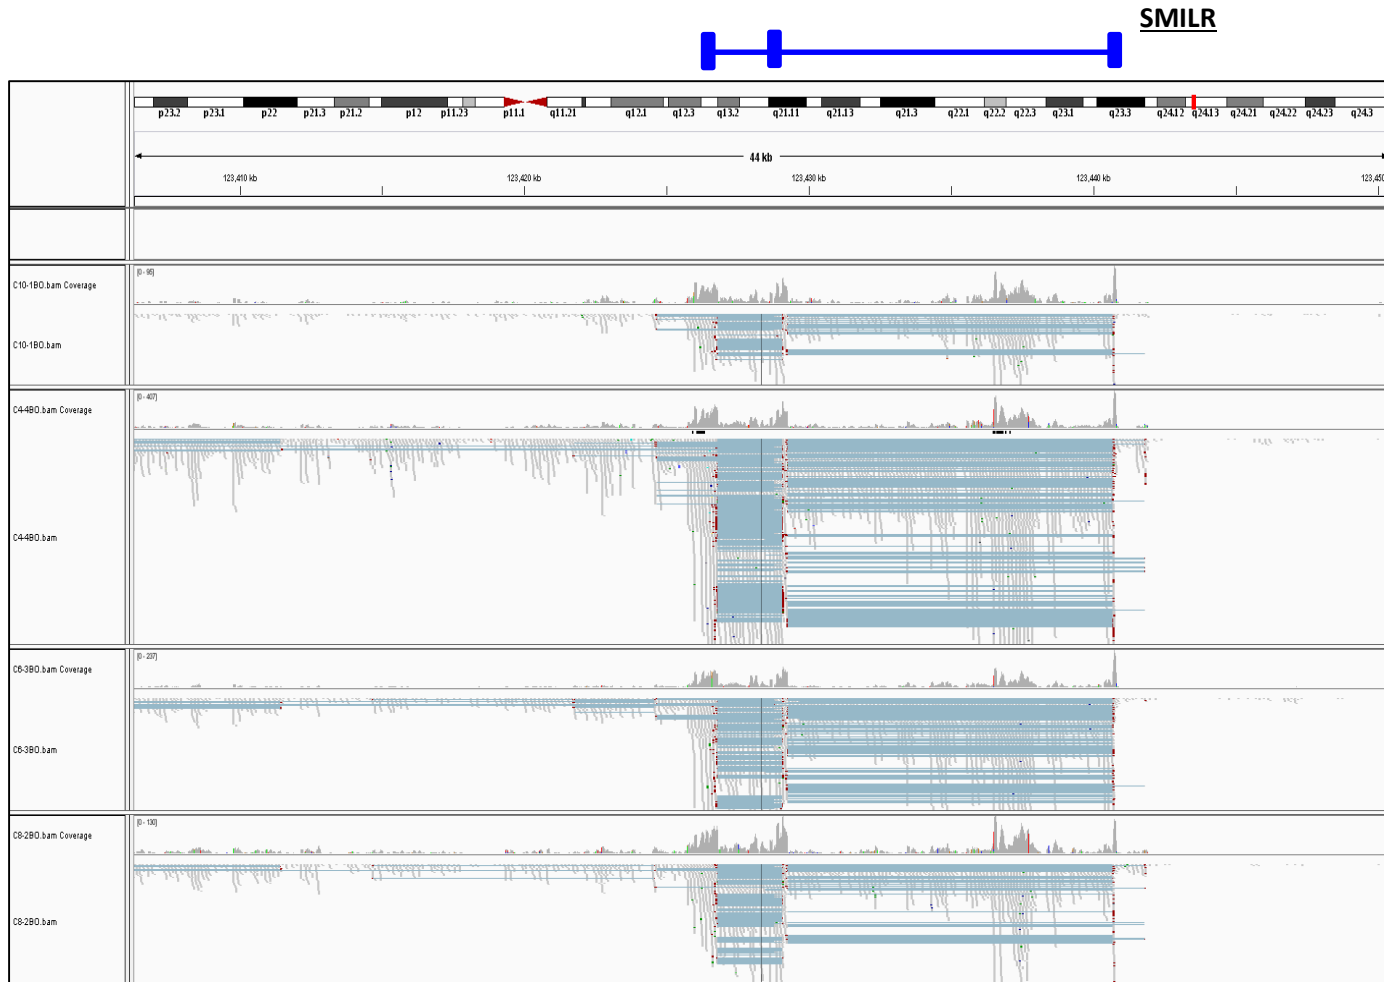 SMILR
p23.2 p23.1 p22 p21.3 p21.2 p12 p11.23 p11.1 q11.21 q12.1 q12.3 q13.2 q21.11 q21.13 q21.3 q22.1 q22.2 q22.3 q23.1 q23.3 q24.12 q24.13 q24.21 q24.22 q24.23 q24.3
44 kb
123,410 kb 123,420 kb 123,430 kb 123,440 kb 123,450
C10-1BO.bam Coverage [0 - 95]
C10-1BO.bam
C4-4BO.bam Coverage [0 - 407]
C4-4BO.bam
C6-3BO.bam Coverage [0 - 237]
C6-3BO.bam
C8-2BO.bam Coverage [0 - 130]
C8-2BO.bam